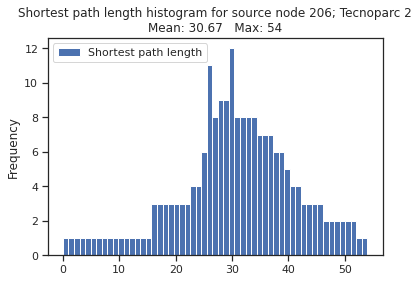 Shortest path length histogram for source node 206; Tecnoparc 2
Mean: 30.67 Max: 54
Shortest path length
Frequency
12
10
8
6
4
2
0
0 10 20 30 40 50